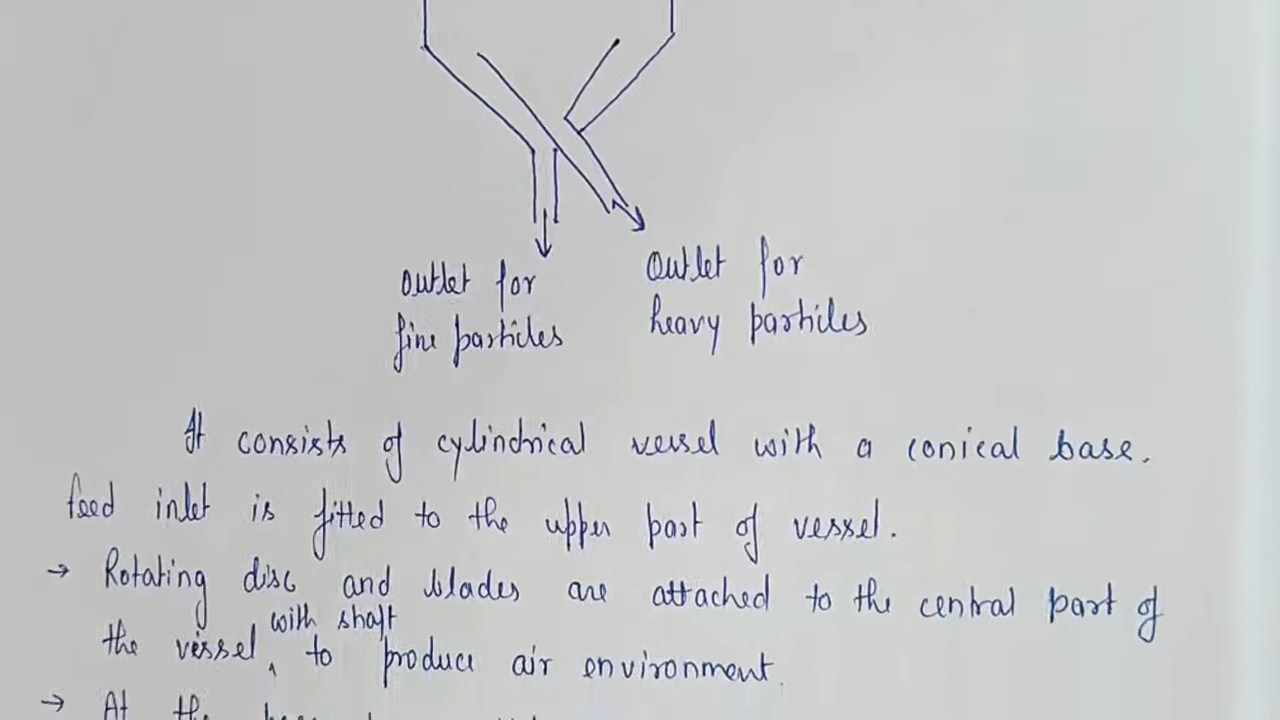 Outlet for
fine particles
Outlet for
heavy particles
It consists of cylindrical vessel with a conical base.
feed inlet is fitted to the upper part of vessel.
→ Rotating disc and blades are attached to the central part of
the vessel with shaft, to produce air environment.
→ At the